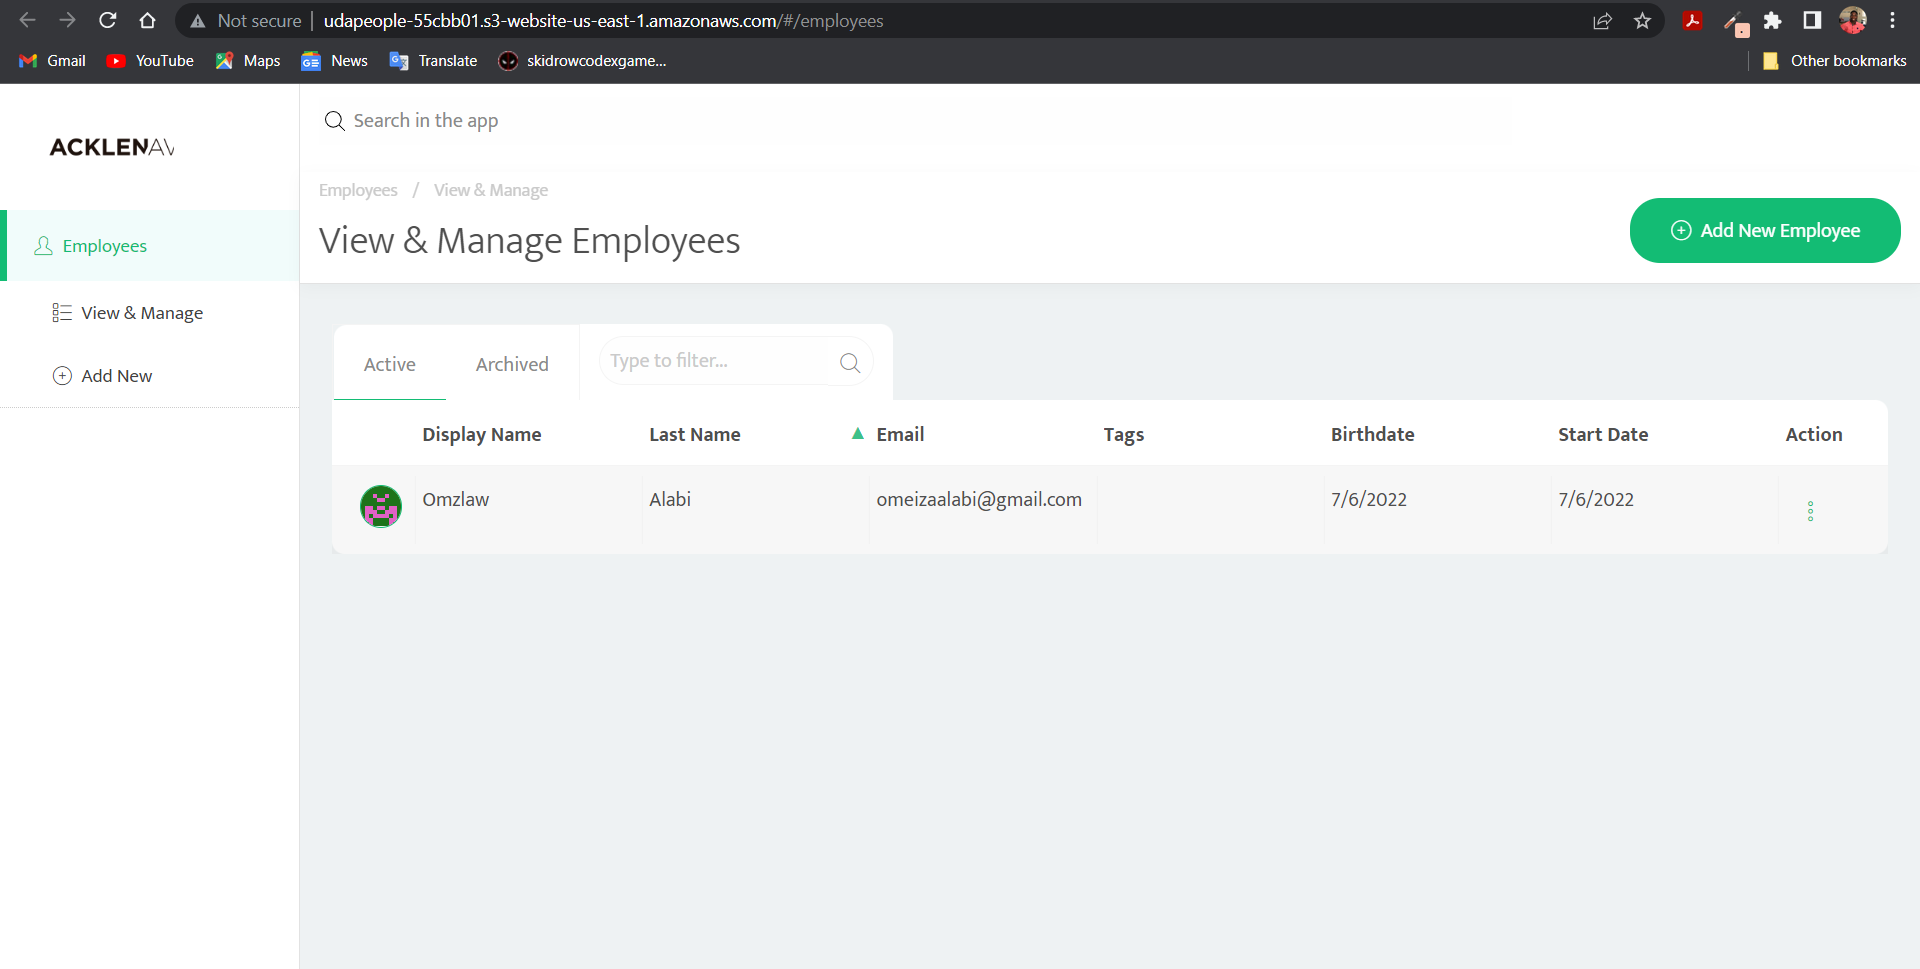 Not secure | udapeople-55cbb01.s3-website-us-east-1.amazonaws.com/#/employees
Gmail YouTube Maps News Translate skidrowcodexgame... Other bookmarks
Search in the app
ACKLENAV
Employees / View & Manage
View & Manage Employees
Add New Employee
Employees
View & Manage
Add New
Active Archived Type to filter...
Display Name Last Name ▲ Email Tags Birthdate Start Date Action
Omzlaw Alabi omeizaalabi@gmail.com 7/6/2022 7/6/2022